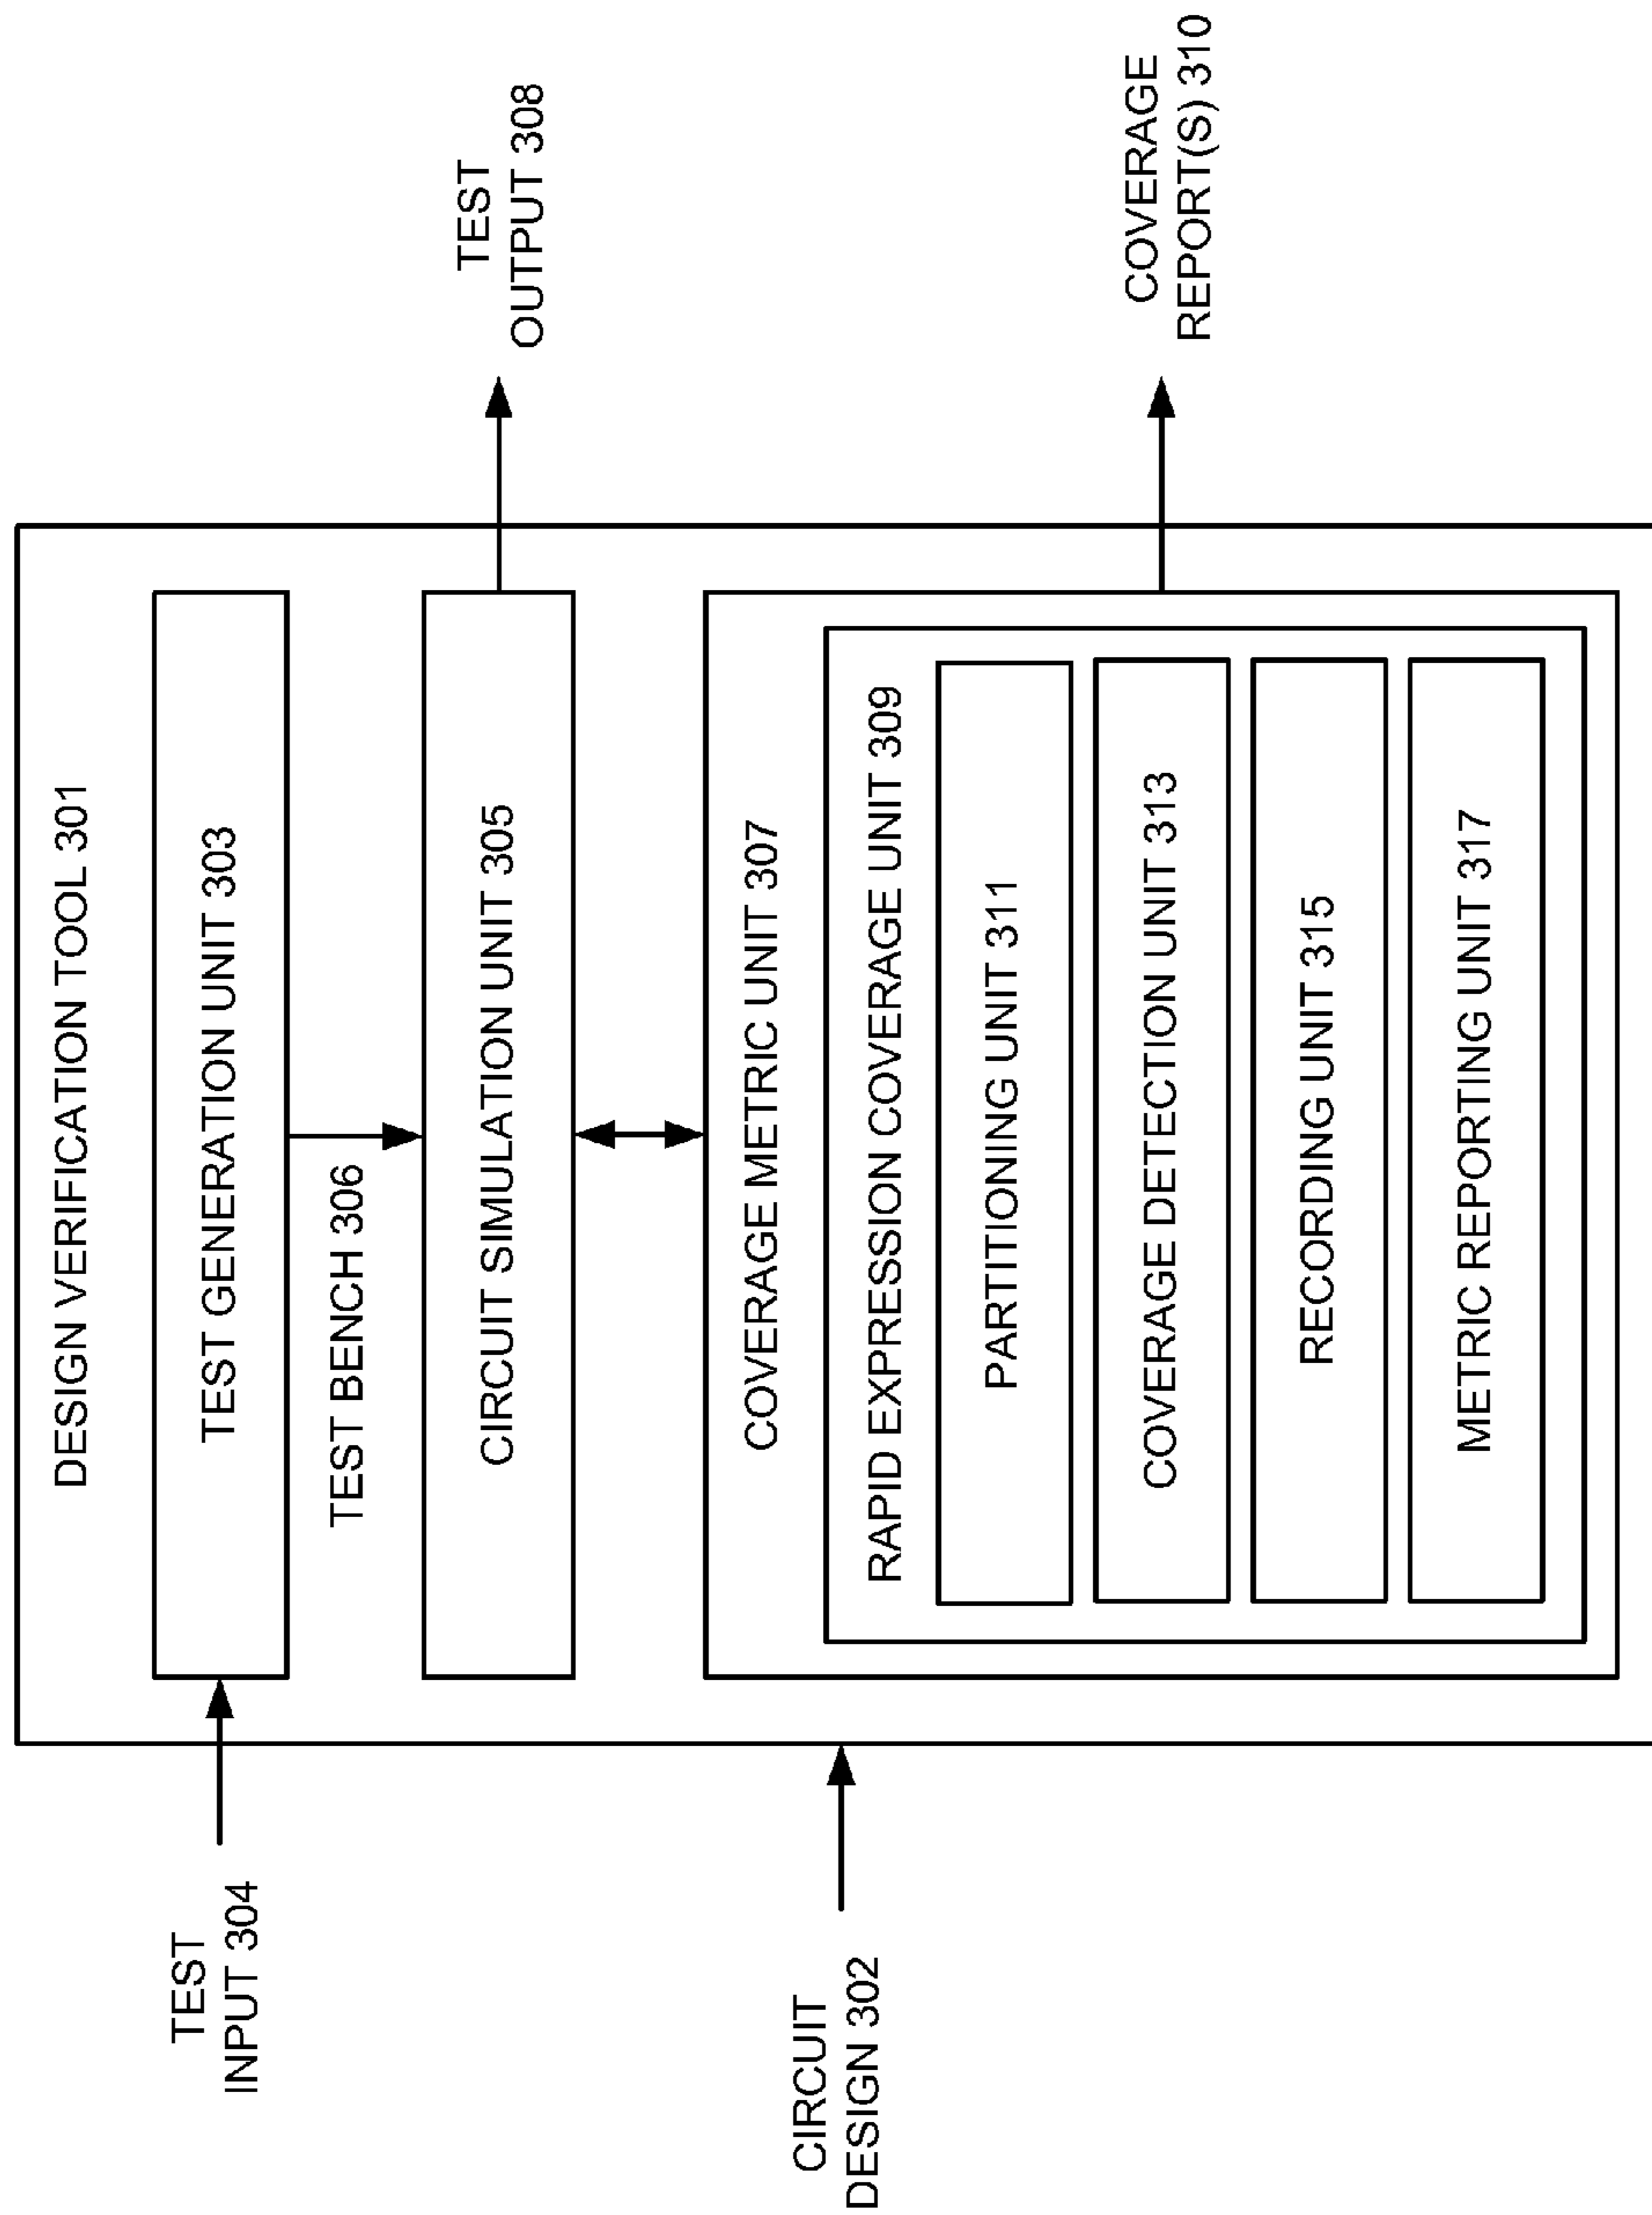 DESIGN VERIFICATION TOOL 301
TEST
INPUT 304
TEST GENERATION UNIT 303
TEST BENCH 306
CIRCUIT SIMULATION UNIT 305
TEST
OUTPUT 308
CIRCUIT
DESIGN 302
COVERAGE METRIC UNIT 307
RAPID EXPRESSION COVERAGE UNIT 309
PARTITIONING UNIT 311
COVERAGE DETECTION UNIT 313
RECORDING UNIT 315
METRIC REPORTING UNIT 317
COVERAGE
REPORT(S) 310